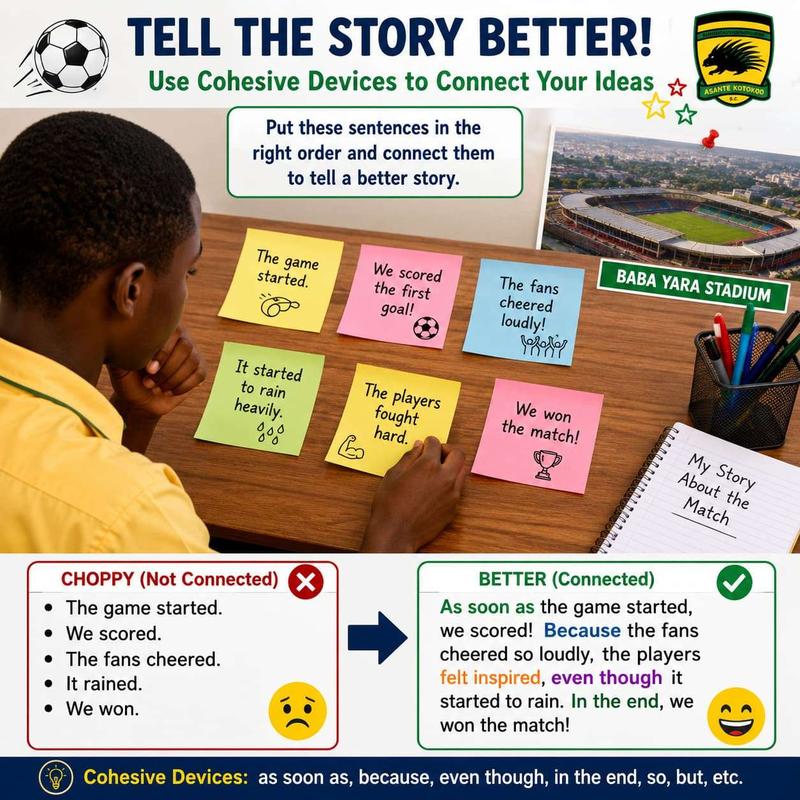 TELL THE STORY BETTER!
Use Cohesive Devices to Connect Your Ideas
ASANTE KOTOKOO
S.C.
Put these sentences in the
right order and connect them
to tell a better story.
BABA YARA STADIUM
The game
started.
We scored
the first
goal!
The fans
cheered
loudly!
It started
to rain
heavily.
The players
fought
hard.
We won
the match!
My Story
About the
Match
CHOPPY (Not Connected)
• The game started.
• We scored.
• The fans cheered.
• It rained.
• We won.
BETTER (Connected)
As soon as the game started,
we scored! Because the fans
cheered so loudly, the players
felt inspired, even though it
started to rain. In the end, we
won the match!
Cohesive Devices: as soon as, because, even though, in the end, so, but, etc.